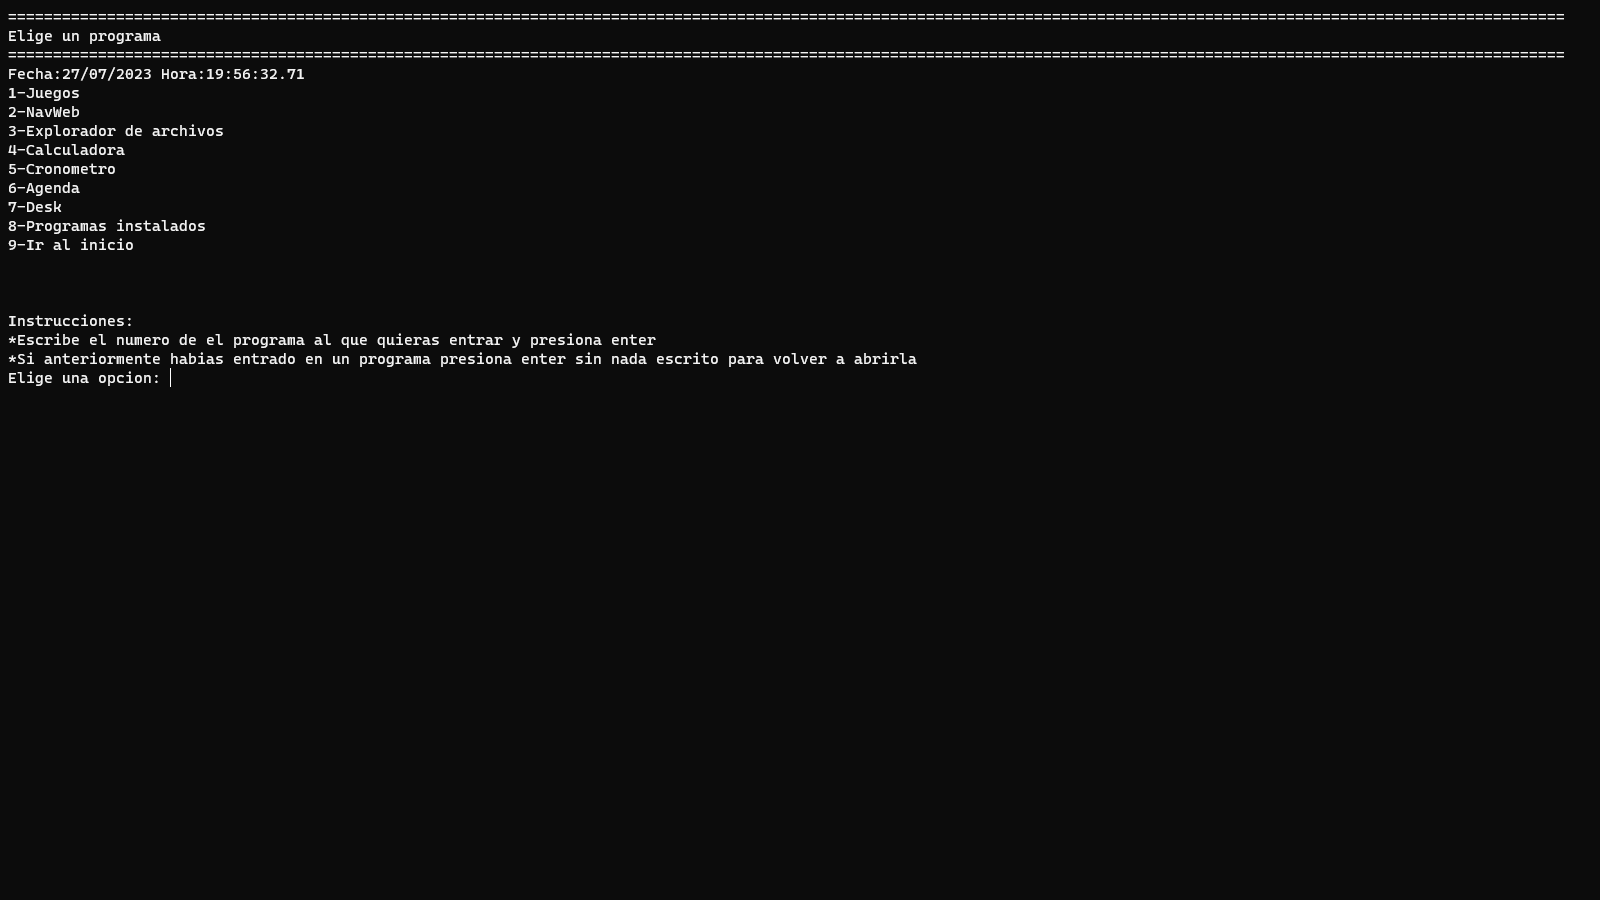 =============================================================================================================================================================================
Elige un programa
=============================================================================================================================================================================
Fecha:27/07/2023 Hora:19:56:32.71
1-Juegos
2-NavWeb
3-Explorador de archivos
4-Calculadora
5-Cronometro
6-Agenda
7-Desk
8-Programas instalados
9-Ir al inicio
Instrucciones:
*Escribe el numero de el programa al que quieras entrar y presiona enter
*Si anteriormente habias entrado en un programa presiona enter sin nada escrito para volver a abrirla
Elige una opcion: